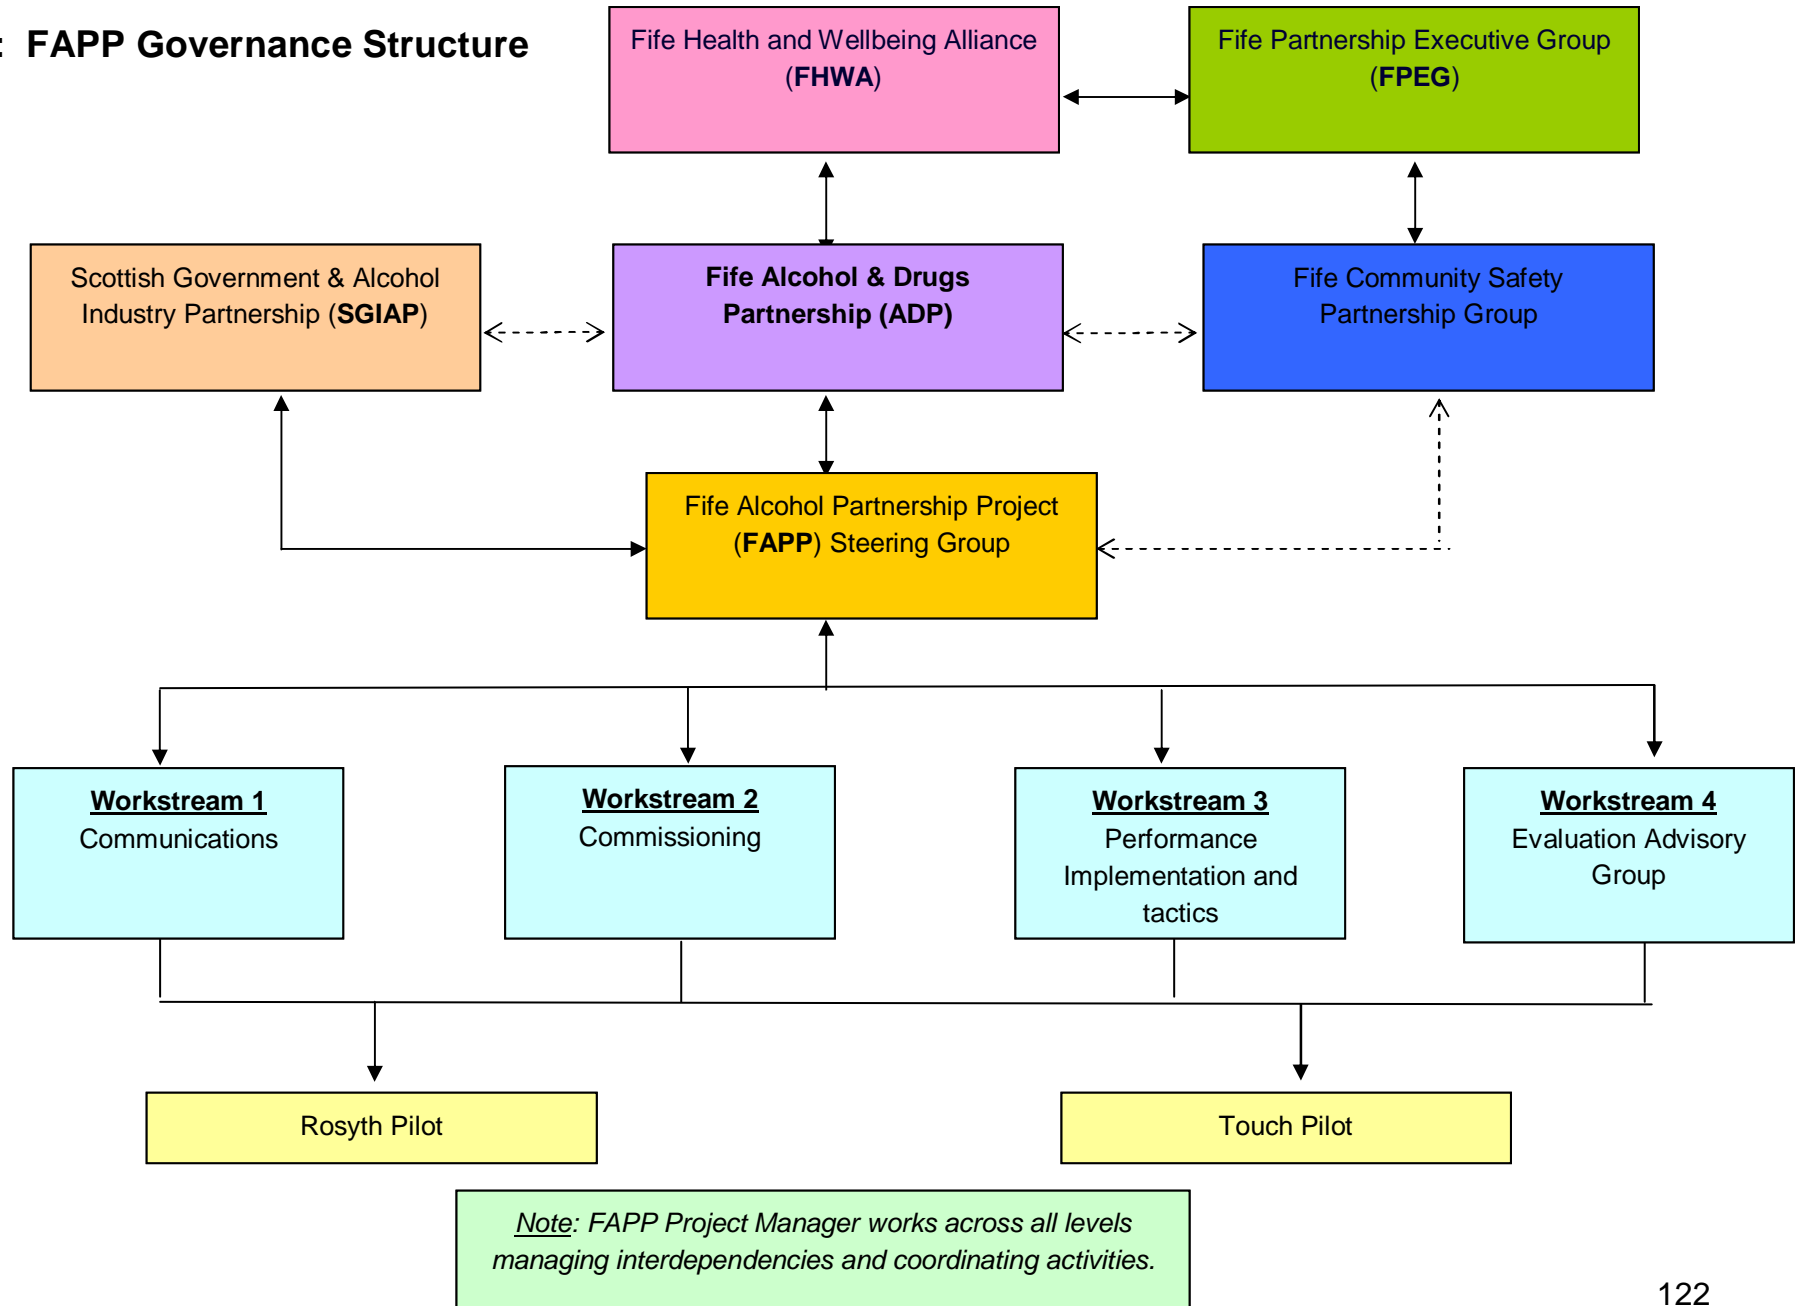 : FAPP Governance Structure
Fife Health and Wellbeing Alliance
(FHWA)
Fife Partnership Executive Group
(FPEG)
Scottish Government & Alcohol
Industry Partnership (SGIAP)
Fife Alcohol & Drugs
Partnership (ADP)
Fife Community Safety
Partnership Group
Fife Alcohol Partnership Project
(FAPP) Steering Group
Workstream 1
Communications
Workstream 2
Commissioning
Workstream 3
Performance
Implementation and
tactics
Workstream 4
Evaluation Advisory
Group
Rosyth Pilot
Touch Pilot
Note: FAPP Project Manager works across all levels
managing interdependencies and coordinating activities.
122